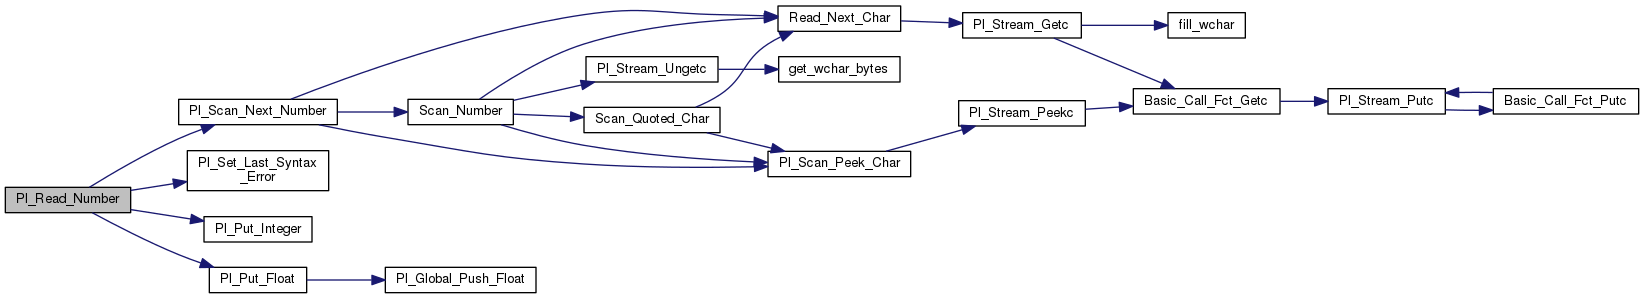 Read_Next_Char
Pl_Stream_Getc
fill_wchar
Pl_Stream_Ungetc
get_wchar_bytes
Pl_Scan_Next_Number
Scan_Number
Scan_Quoted_Char
Pl_Stream_Peekc
Basic_Call_Fct_Getc
Pl_Stream_Putc
Basic_Call_Fct_Putc
Pl_Scan_Peek_Char
Pl_Set_Last_Syntax
_Error
Pl_Read_Number
Pl_Put_Integer
Pl_Put_Float
Pl_Global_Push_Float